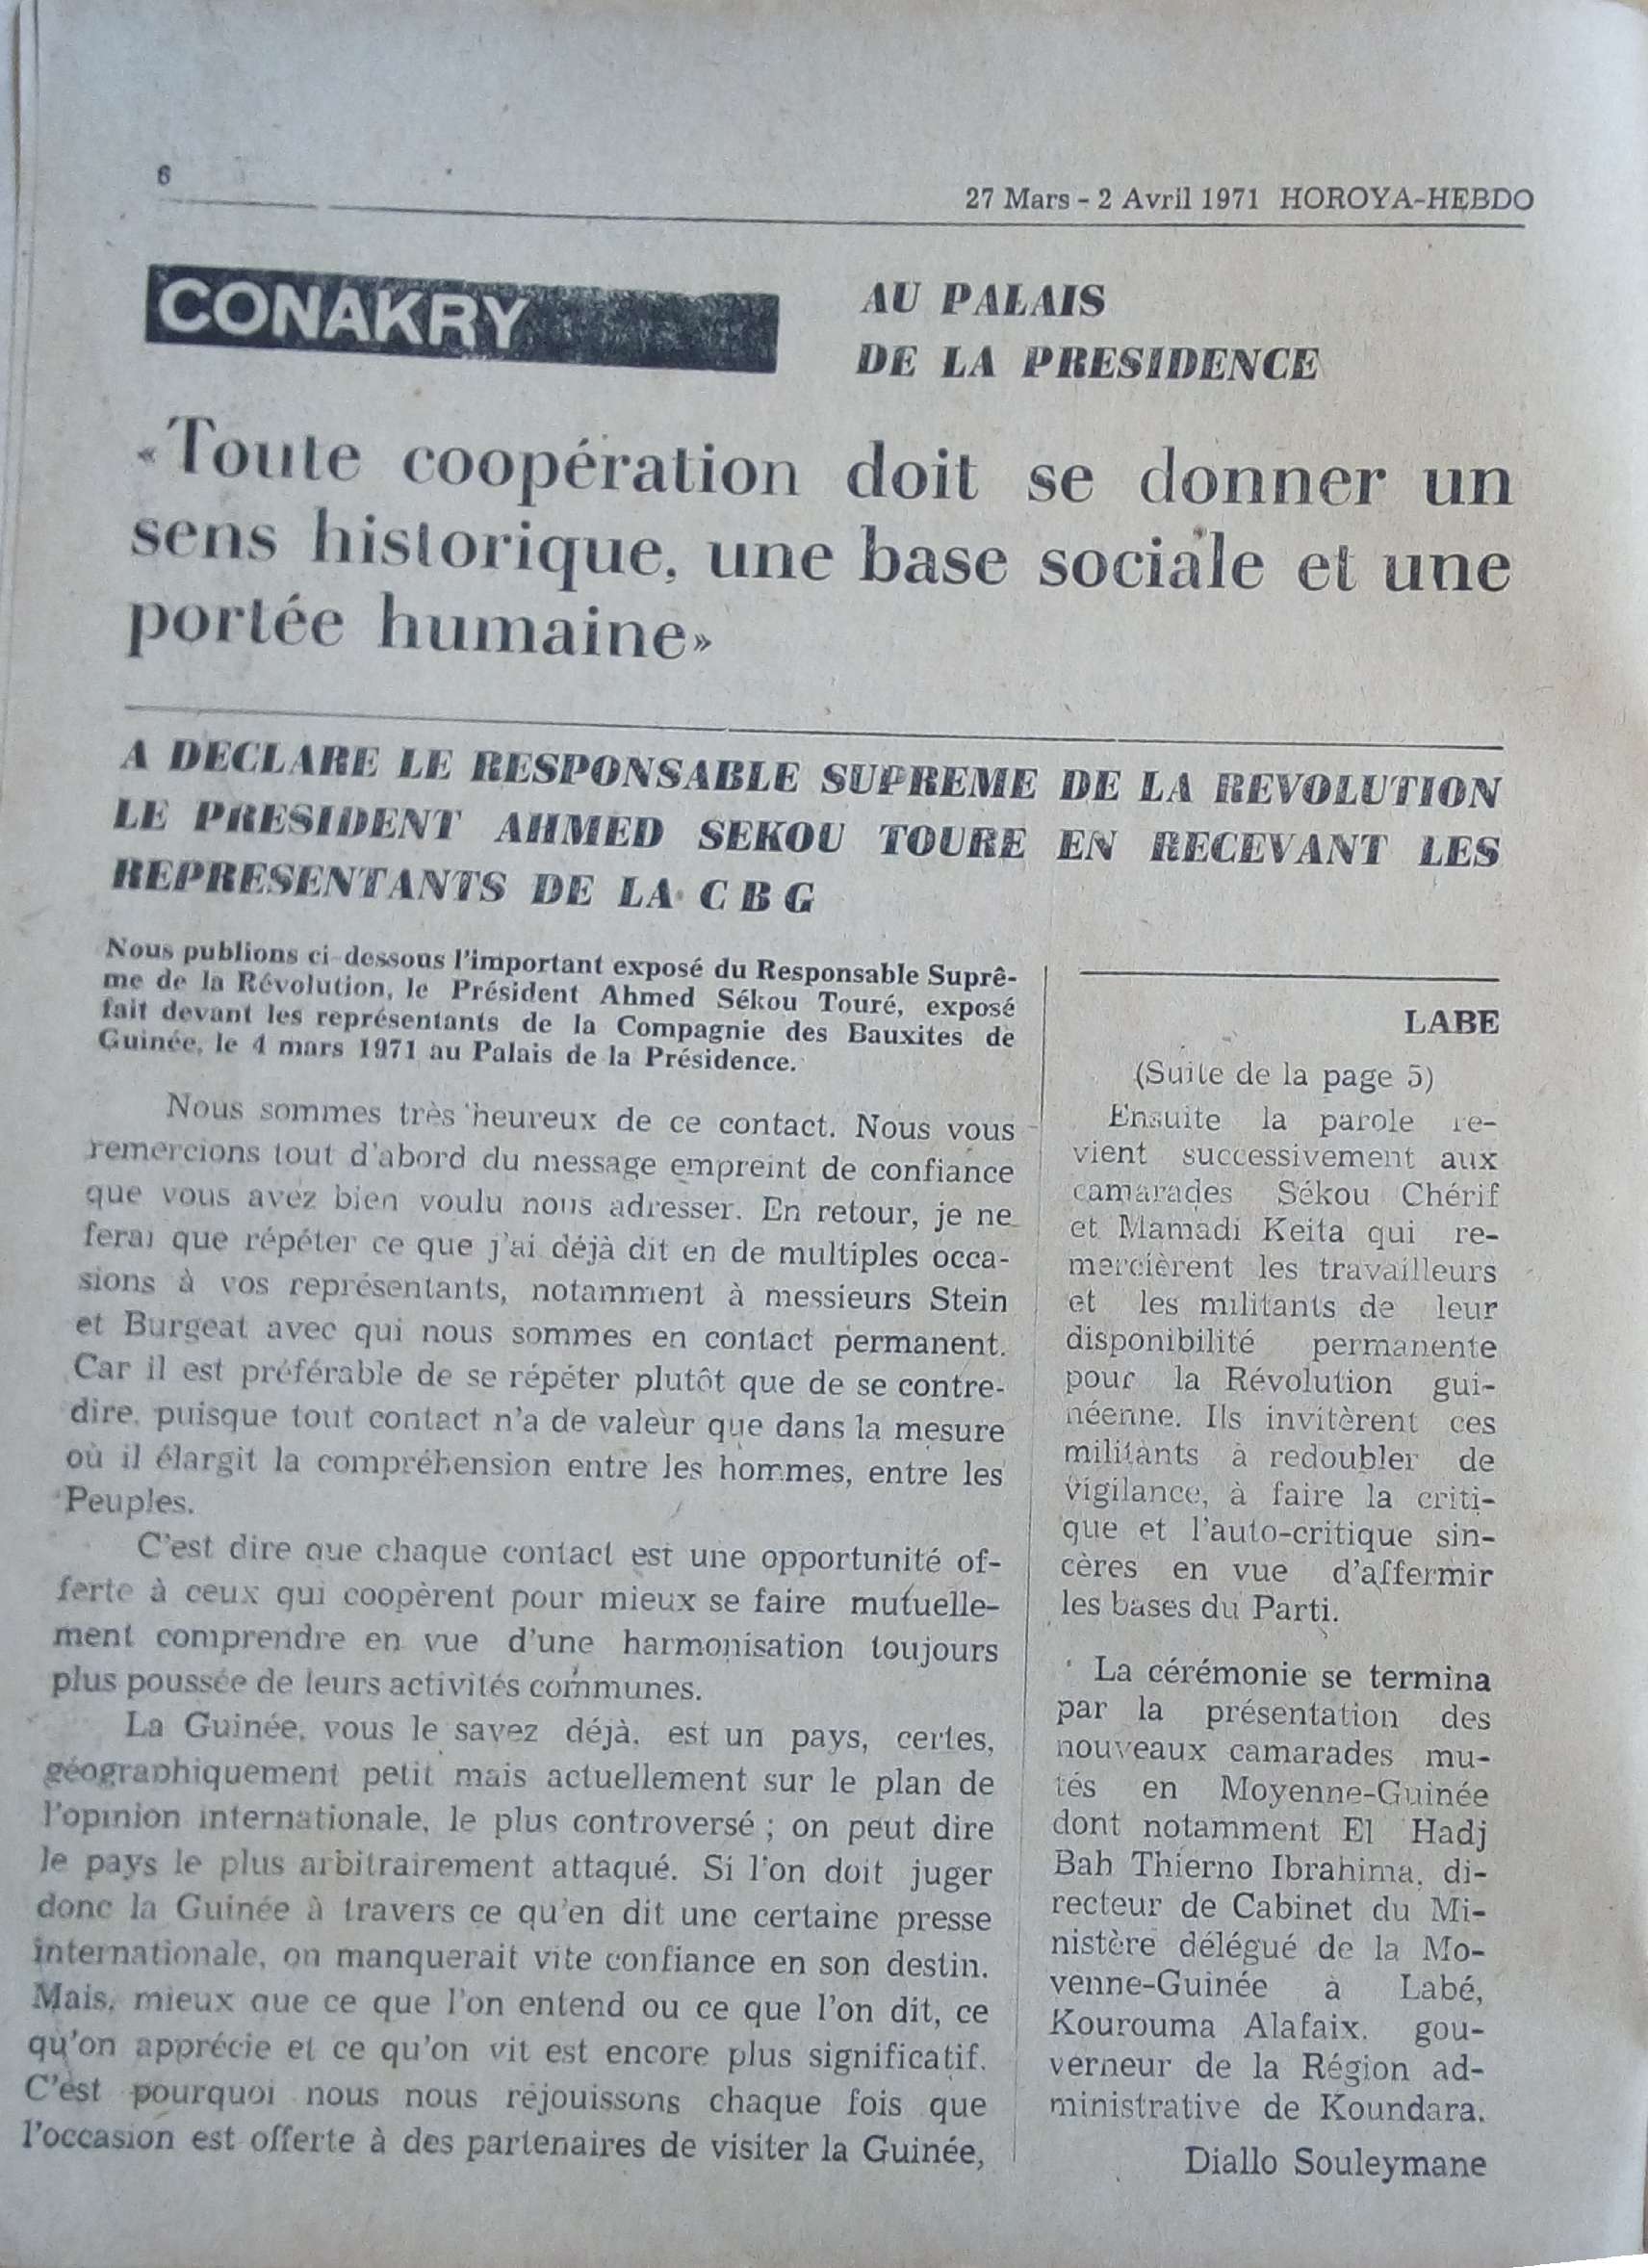 6
27 Mars - 2 Avril 1971 HOROYA-HEBDO
CONAKRY
AU PALAIS
DE LA PRESIDENCE
«Toute coopération doit se donner un
sens historique, une base sociale et une
portée humaine»
A DECLARE LE RESPONSABLE SUPREME DE LA REVOLUTION
LE PRESIDENT AHMED SEKOU TOURE EN RECEVANT LES
REPRESENTANTS DE LA C B G
Nous publions ci-dessous l'important exposé du Responsable Suprê-
me de la Révolution, le Président Ahmed Sékou Touré, exposé
fait devant les représentants de la Compagnie des Bauxites de
Guinée, le 4 mars 1971 au Palais de la Présidence.
Nous sommes très heureux de ce contact. Nous vous
remercions tout d'abord du message empreint de confiance
que vous avez bien voulu nous adresser. En retour, je ne
ferai que répéter ce que j'ai déjà dit en de multiples occa-
sions à vos représentants, notamment à messieurs Stein
et Burgeat avec qui nous sommes en contact permanent.
Car il est préférable de se répéter plutôt que de se contre-
dire, puisque tout contact n'a de valeur que dans la mesure
où il élargit la compréhension entre les hommes, entre les
Peuples.
C'est dire que chaque contact est une opportunité of-
ferte à ceux qui coopèrent pour mieux se faire mutuelle-
ment comprendre en vue d'une harmonisation toujours
plus poussée de leurs activités communes.
La Guinée, vous le savez déjà, est un pays, certes,
géographiquement petit mais actuellement sur le plan de
l'opinion internationale, le plus controversé ; on peut dire
le pays le plus arbitrairement attaqué. Si l'on doit juger
donc la Guinée à travers ce qu'en dit une certaine presse
internationale, on manquerait vite confiance en son destin.
Mais, mieux que ce que l'on entend ou ce que l'on dit, ce
qu'on apprécie et ce qu'on vit est encore plus significatif.
C'est pourquoi nous nous réjouissons chaque fois que
l'occasion est offerte à des partenaires de visiter la Guinée,
LABE
(Suite de la page 5)
Ensuite la parole re-
vient successivement aux
camarades Sékou Chérif
et Mamadi Keita qui re-
mercièrent les travailleurs
et les militants de leur
disponibilité permanente
pour la Révolution gui-
néenne. Ils invitèrent ces
militants à redoubler de
vigilance, à faire la criti-
que et l'auto-critique sin-
cères en vue d'affermir
les bases du Parti.
La cérémonie se termina
par la présentation des
nouveaux camarades mu-
tés en Moyenne-Guinée
dont notamment El Hadj
Bah Thierno Ibrahima, di-
recteur de Cabinet du Mi-
nistère délégué de la Mo-
yenne-Guinée à Labé,
Kourouma Alafaix, gou-
verneur de la Région ad-
ministrative de Koundara.
Diallo Souleymane